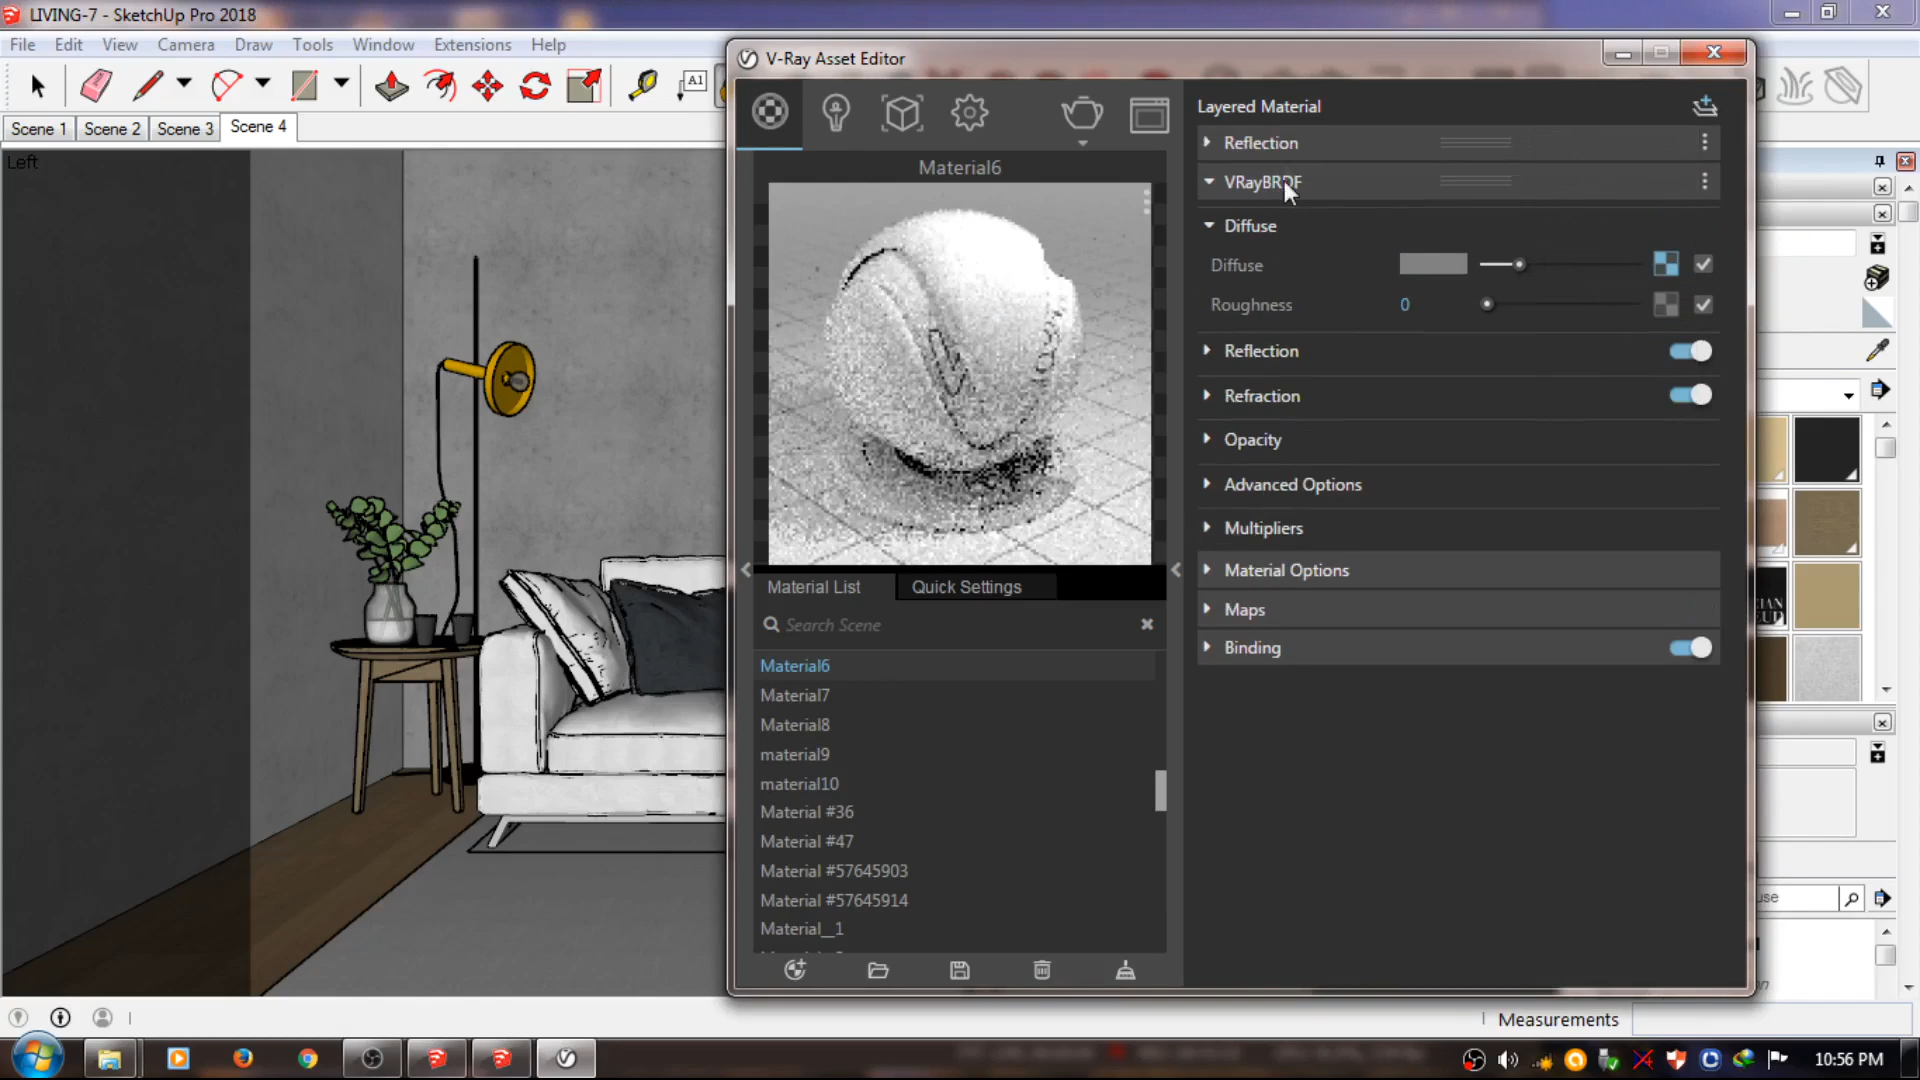 LIVING-7 - SketchUp Pro 2018
File Edit View Camera Draw Tools Window Extensions Help
A1
Scene 1 Scene 2 Scene 3 Scene 4
Left
V-Ray Asset Editor
Material6
Layered Material
Reflection
VRayBRDF
Diffuse
Diffuse
Roughness 0
Reflection
Refraction
Opacity
Advanced Options
Multipliers
Material Options
Maps
Binding
Material List Quick Settings
Search Scene
Material6
Material7
Material8
material9
material10
Material #36
Material #47
Material #57645903
Material #57645914
Material__1
Measurements
10:56 PM